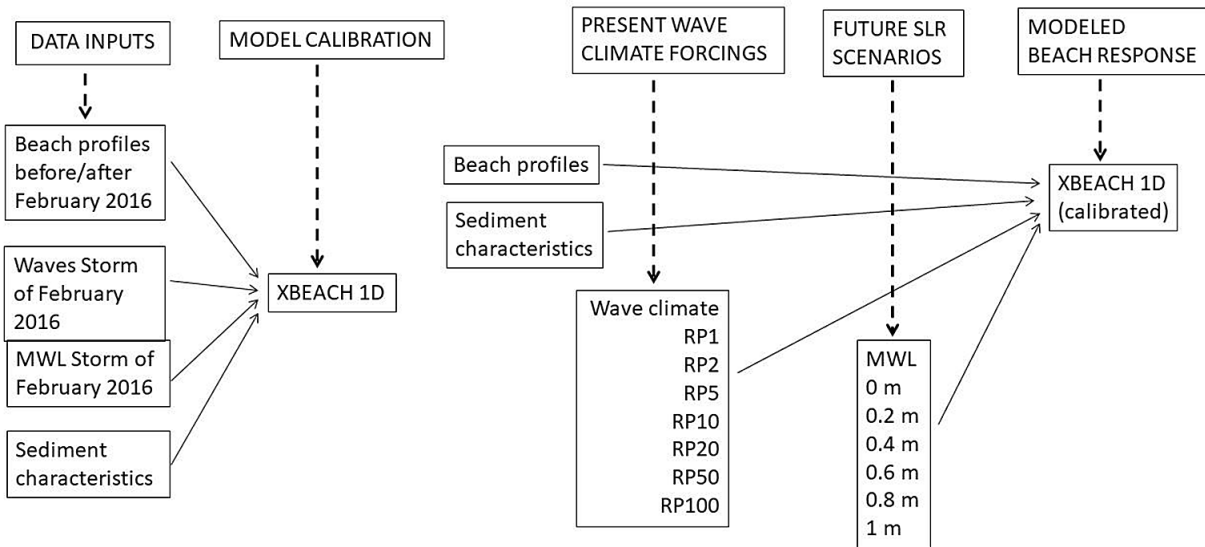 DATA INPUTS
Beach profiles
before/after
February 2016
Waves Storm
of February
2016
MWL Storm of
February 2016
Sediment
characteristics
MODEL CALIBRATION
XBEACH 1D
PRESENT WAVE
CLIMATE FORCINGS
Beach profiles
Sediment
characteristics
Wave climate
RP1
RP2
RP5
RP10
RP20
RP50
RP100
FUTURE SLR
SCENARIOS
MWL
0 m
0.2 m
0.4 m
0.6 m
0.8 m
1 m
MODELED
BEACH RESPONSE
XBEACH 1D
(calibrated)